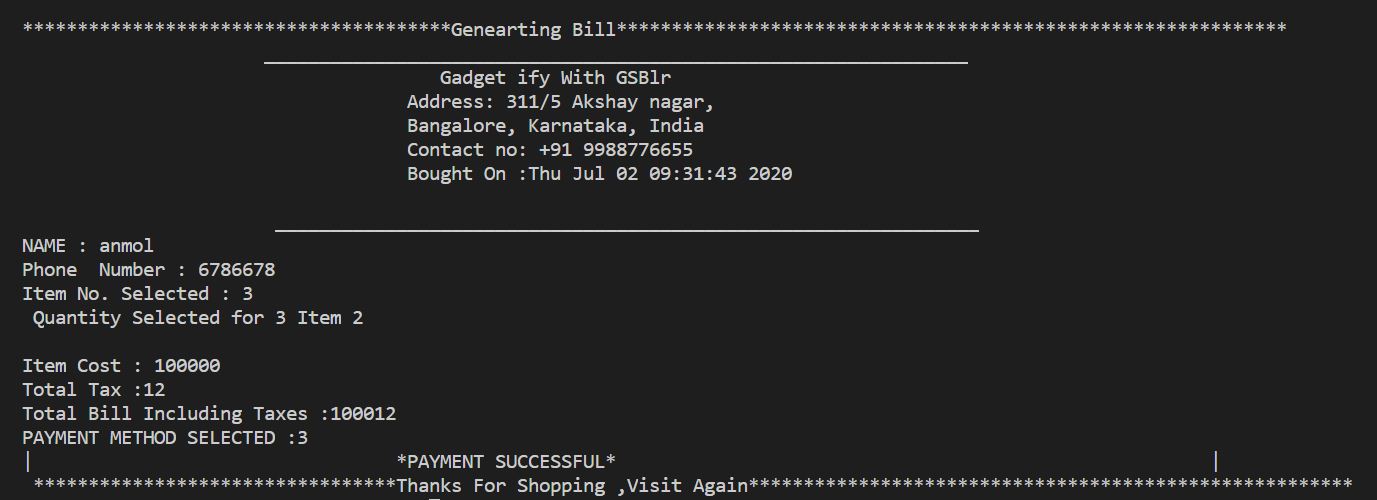 ***************************************Genearting Bill*************************************************************
________________________________________________________________
Gadget ify With GSBlr
Address: 311/5 Akshay nagar,
Bangalore, Karnataka, India
Contact no: +91 9988776655
Bought On :Thu Jul 02 09:31:43 2020
________________________________________________________________
NAME : anmol
Phone  Number : 6786678
Item No. Selected : 3
Quantity Selected for 3 Item 2
Item Cost : 100000
Total Tax :12
Total Bill Including Taxes :100012
PAYMENT METHOD SELECTED :3
|                                 *PAYMENT SUCCESSFUL*                                                      |
*********************************Thanks For Shopping ,Visit Again*******************************************************